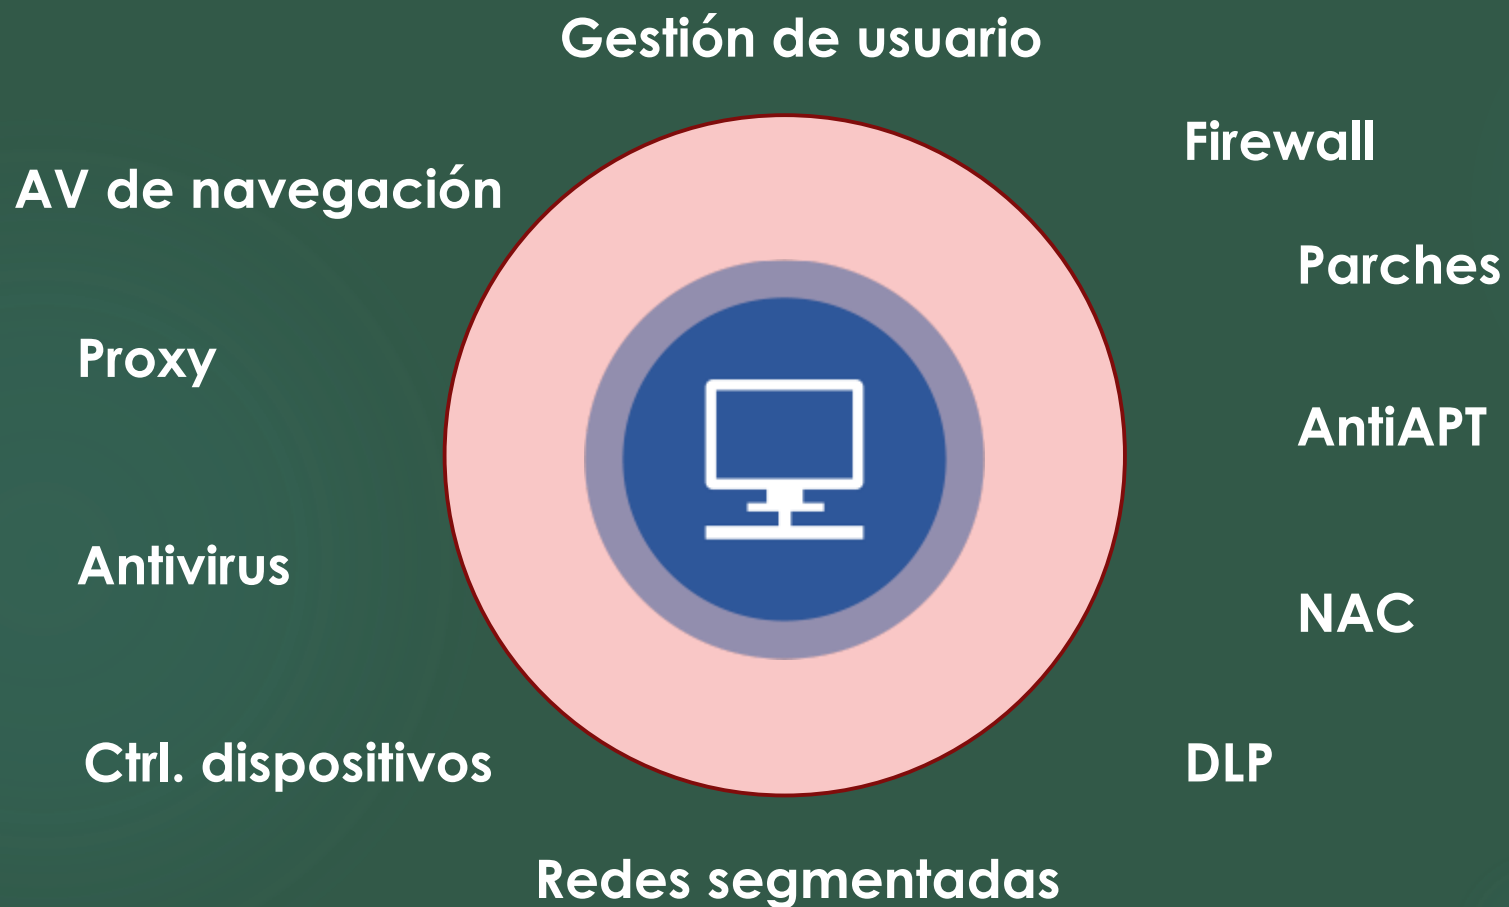 Gestión de usuario
Firewall
AV de navegación
Parches
Proxy
AntiAPT
Antivirus
NAC
Ctrl. dispositivos
DLP
Redes segmentadas